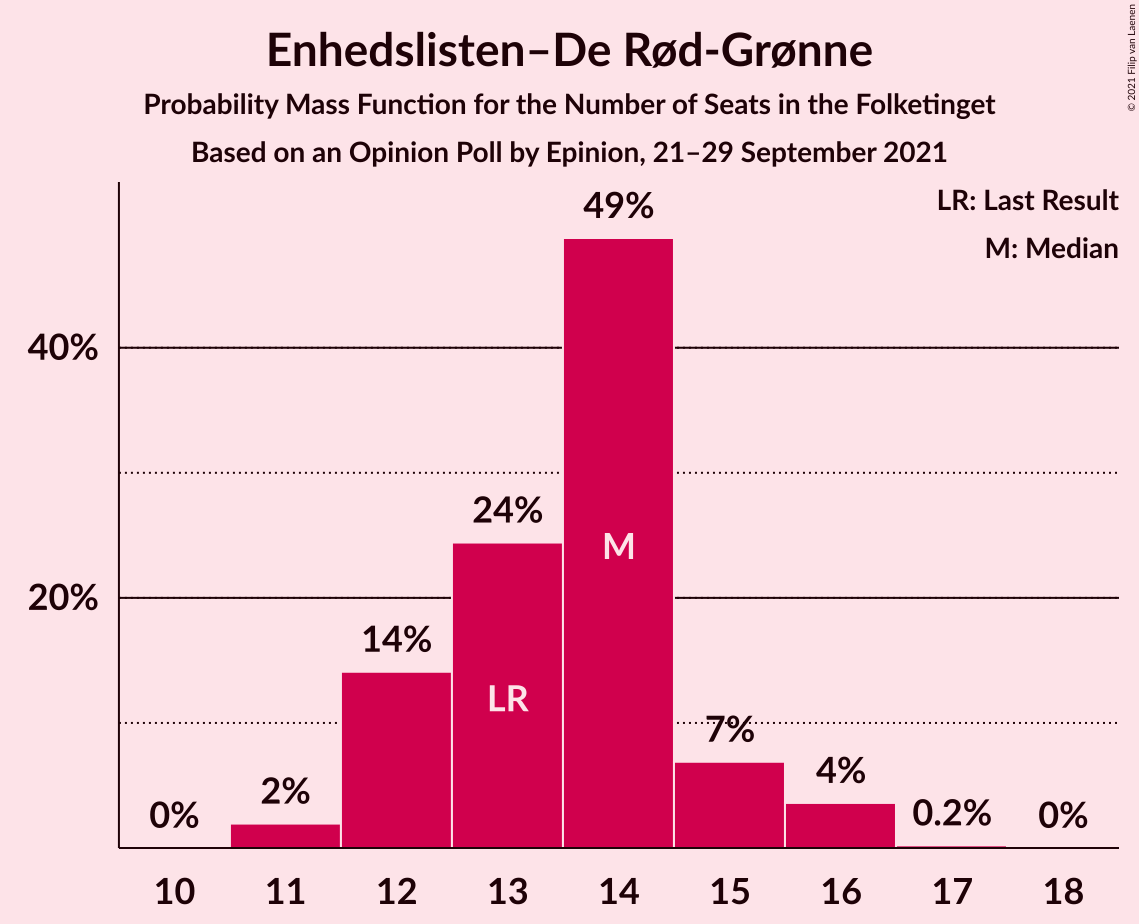 Enhedslisten–De Rød-Grønne
Probability Mass Function for the Number of Seats in the Folketinget
Based on an Opinion Poll by Epinion, 21–29 September 2021
© 2021 Filip van Laenen
LR: Last Result
M: Median
49%
40%
24%
M
20%
14%
LR
7%
4%
2%
0%
0.2%
0%
10 11 12 13 14 15 16 17 18